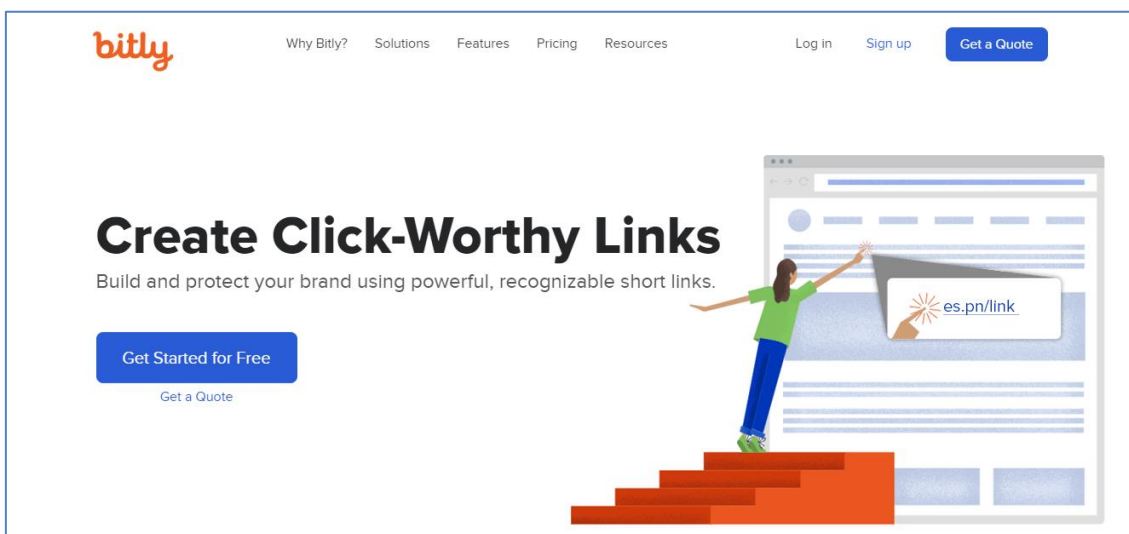 bitly
Why Bitly? Solutions Features Pricing Resources Log in Sign up Get a Quote
Create Click-Worthy Links
Build and protect your brand using powerful, recognizable short links.
es.pn/link
Get Started for Free
Get a Quote